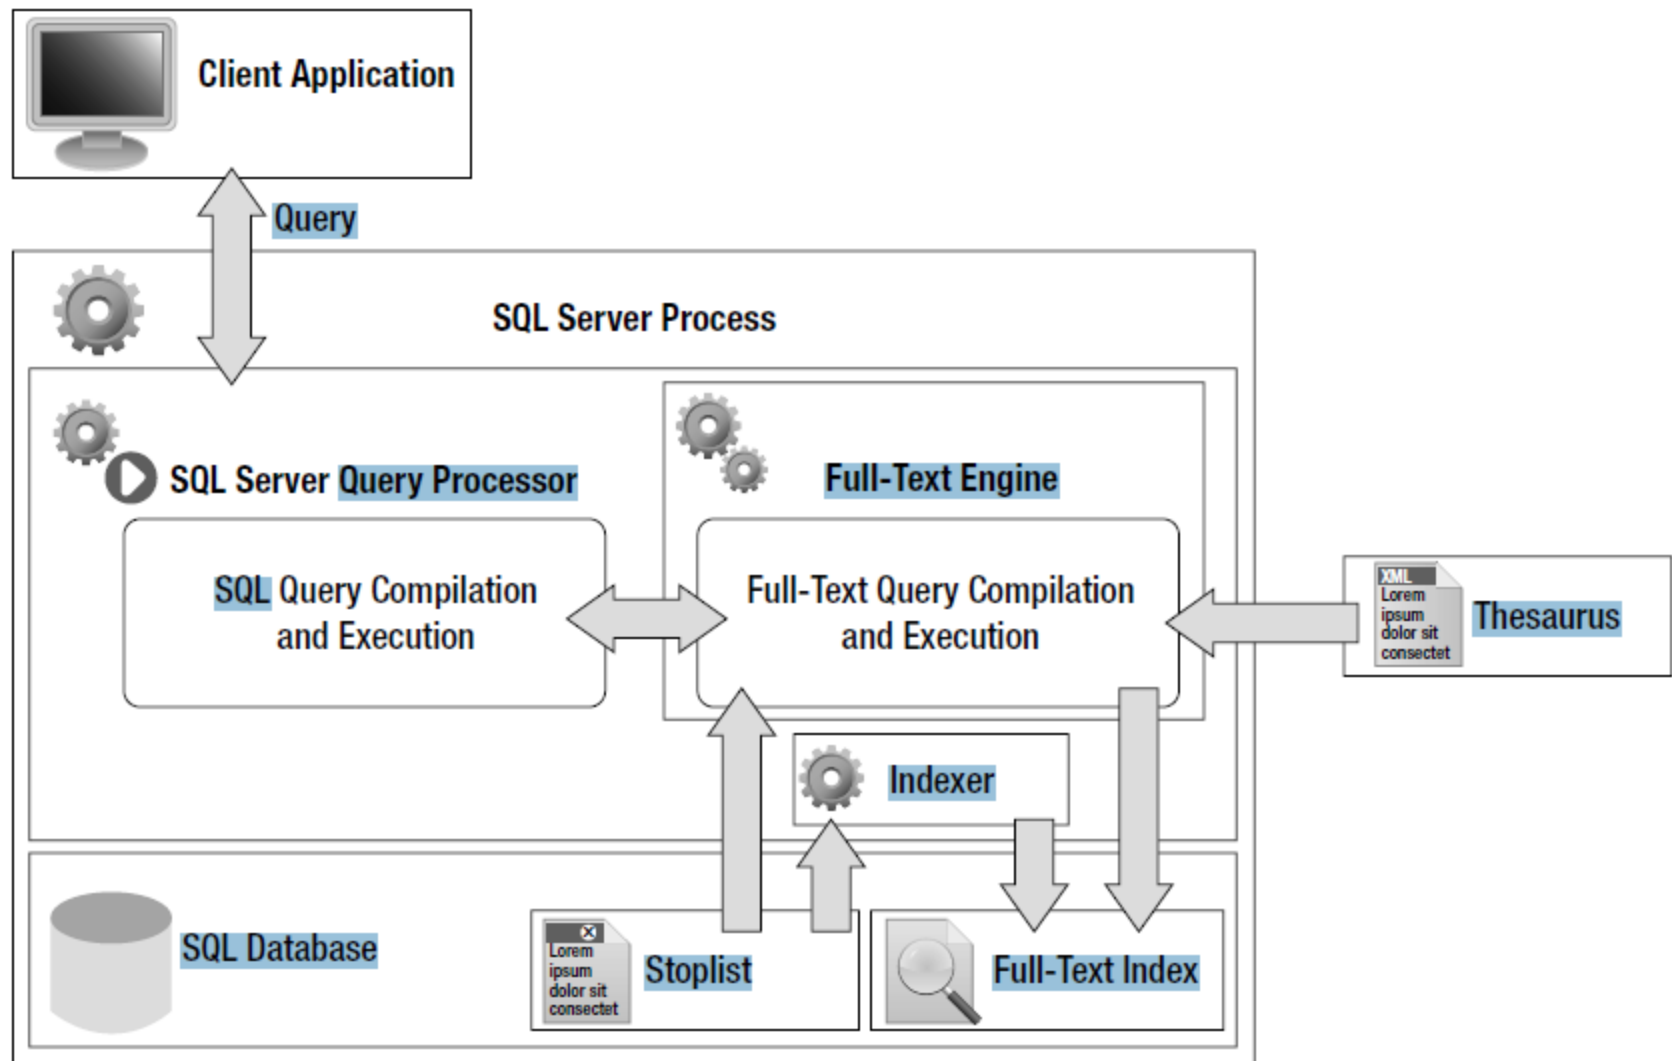 Client Application
Query
SQL Server Process
SQL Server Query Processor
Full-Text Engine
SQL Query Compilation
and Execution
Full-Text Query Compilation
and Execution
XML
Lorem
ipsum
dolor sit
consectet
Thesaurus
Indexer
SQL Database
Lorem
ipsum
dolor sit
consectet
Stoplist
Full-Text Index